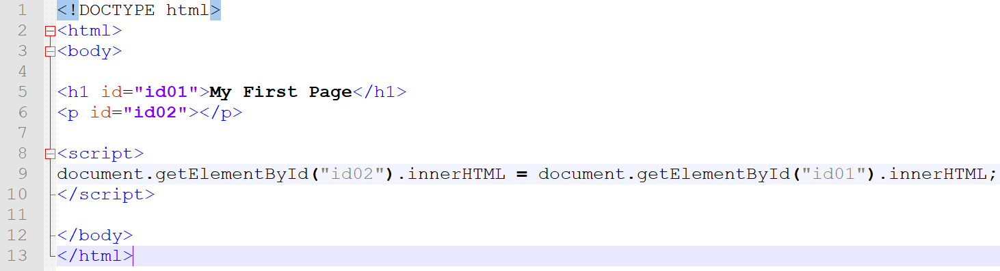 1 <!DOCTYPE html>
2 <html>
3 <body>
4
5 <h1 id="id01">My First Page</h1>
6 <p id="id02"></p>
7
8 <script>
9 document.getElementById("id02").innerHTML = document.getElementById("id01").innerHTML;
10 </script>
11
12 </body>
13 </html>